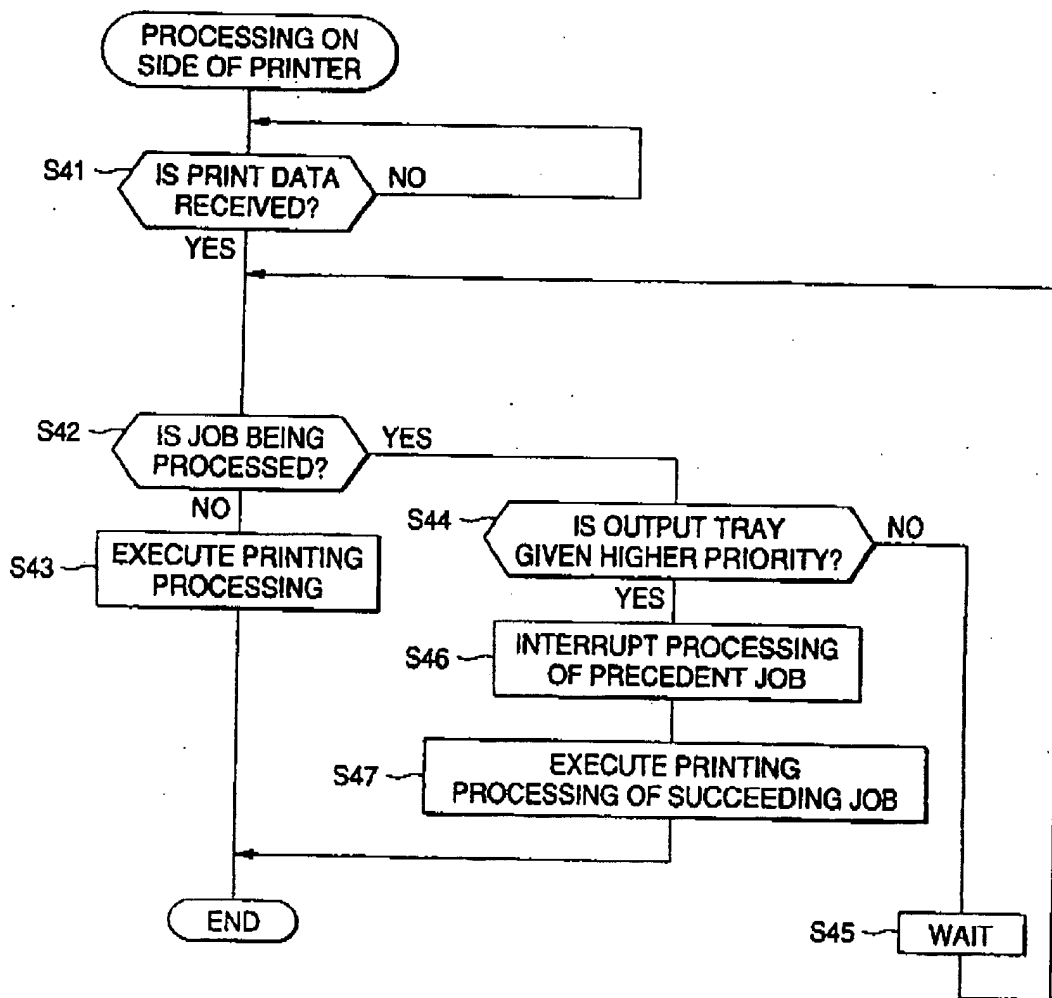 PROCESSING ON
SIDE OF PRINTER
S41
IS PRINT DATA
RECEIVED?
NO
YES
S42
IS JOB BEING
PROCESSED?
YES
NO
S44
IS OUTPUT TRAY
GIVEN HIGHER PRIORITY?
NO
YES
S43
EXECUTE PRINTING
PROCESSING
S46
INTERRUPT PROCESSING
OF PRECEDENT JOB
S47
EXECUTE PRINTING
PROCESSING OF SUCCEEDING JOB
END
S45
WAIT